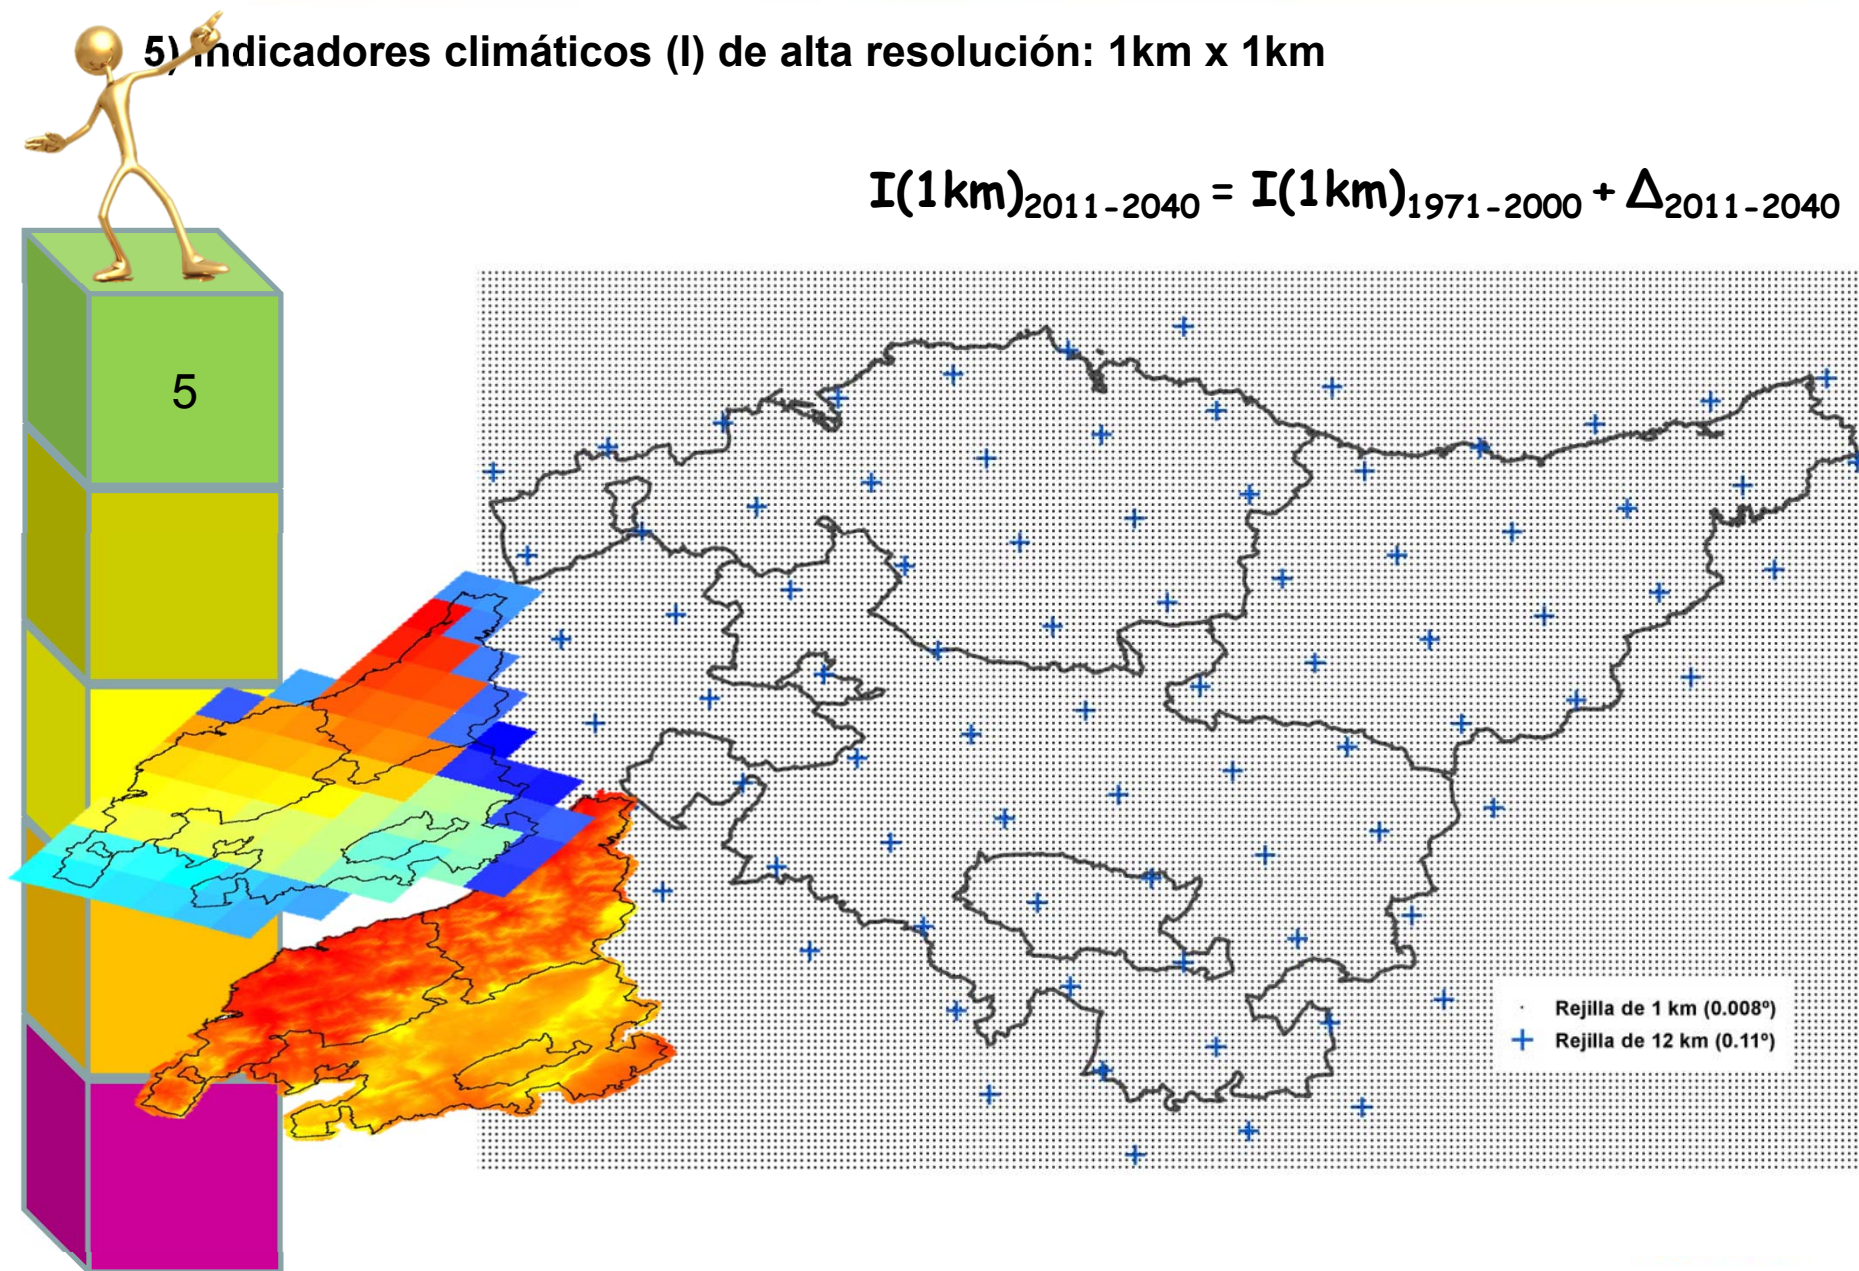 5) Indicadores climáticos (I) de alta resolución: 1km x 1km
I(1km)2011-2040 = I(1km)1971-2000 + Δ2011-2040
5
Rejilla de 1 km (0.008º)
Rejilla de 12 km (0.11º)